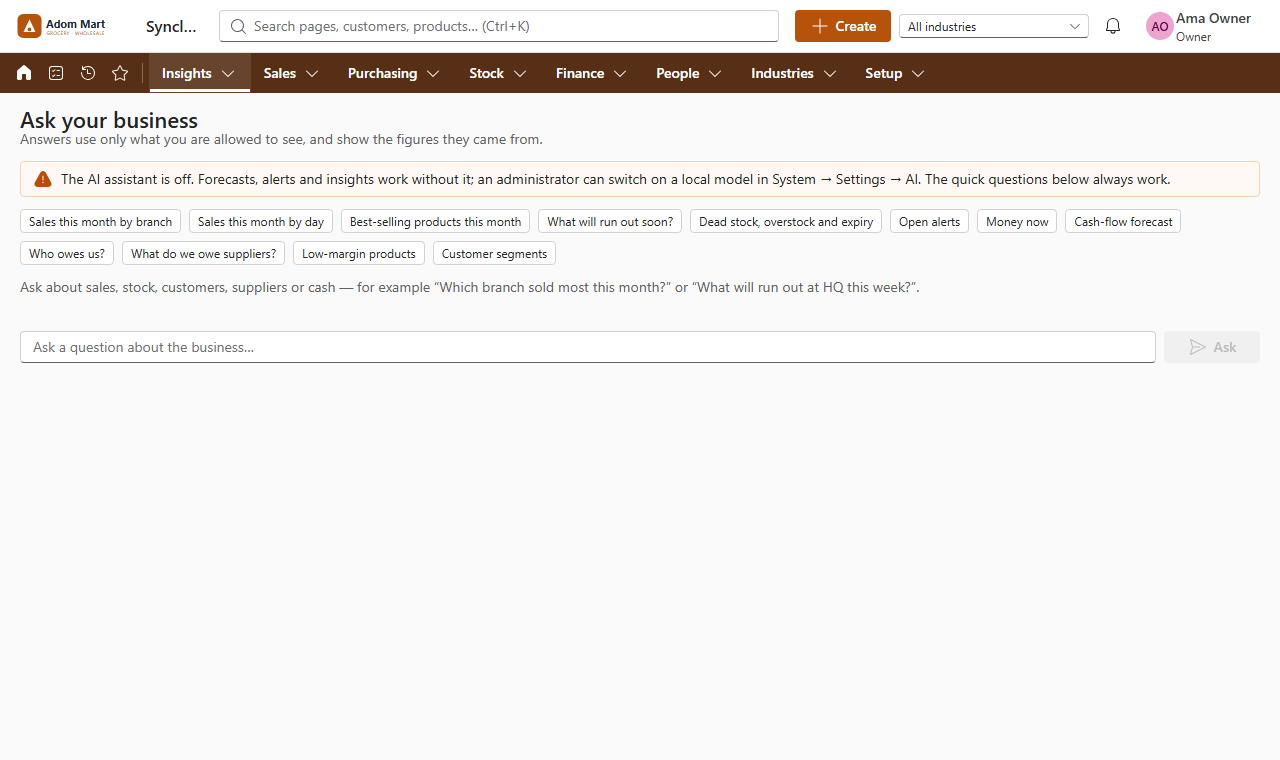 Adom Mart
GROCERY · WHOLESALE
Syncl...
Search pages, customers, products... (Ctrl+K)
Create
All industries
AO
Ama Owner
Owner
Insights
Sales
Purchasing
Stock
Finance
People
Industries
Setup
Ask your business
Answers use only what you are allowed to see, and show the figures they came from.
The AI assistant is off. Forecasts, alerts and insights work without it; an administrator can switch on a local model in System → Settings → AI. The quick questions below always work.
Sales this month by branch
Sales this month by day
Best-selling products this month
What will run out soon?
Dead stock, overstock and expiry
Open alerts
Money now
Cash-flow forecast
Who owes us?
What do we owe suppliers?
Low-margin products
Customer segments
Ask about sales, stock, customers, suppliers or cash — for example “Which branch sold most this month?” or “What will run out at HQ this week?”.
Ask a question about the business...
Ask